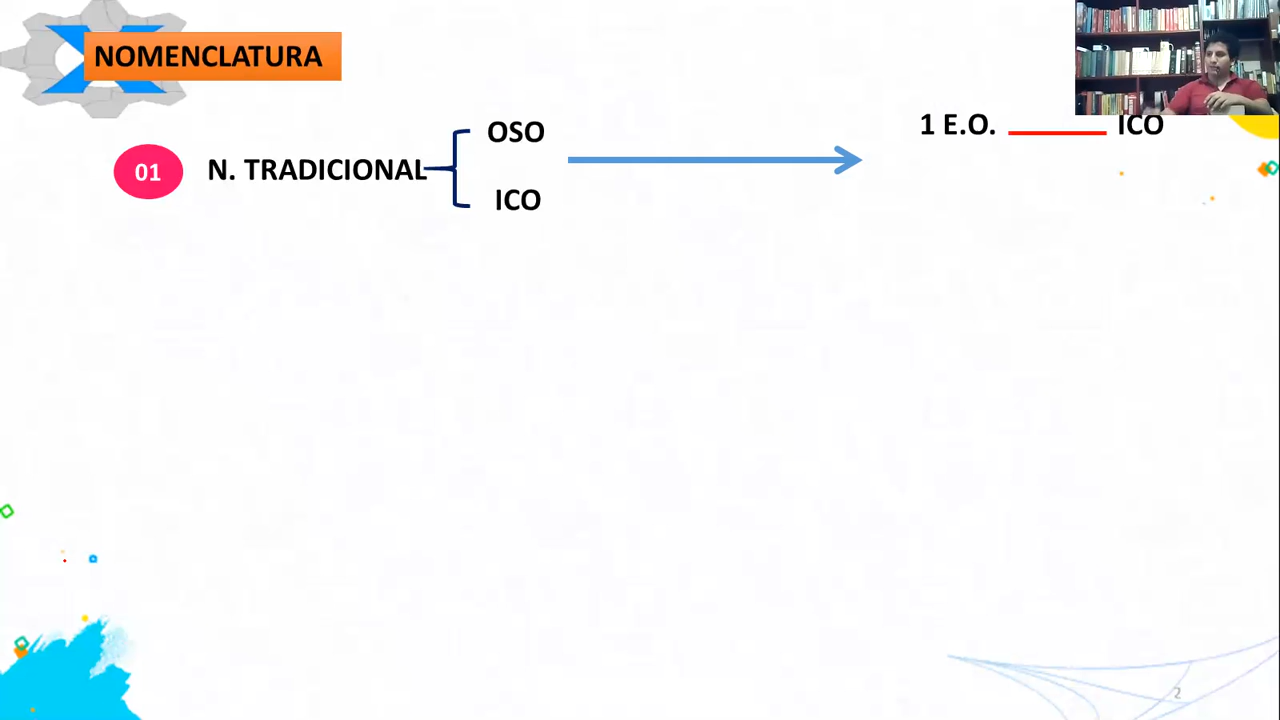 NOMENCLATURA
01 N. TRADICIONAL
OSO
ICO
1 E.O. ICO
2